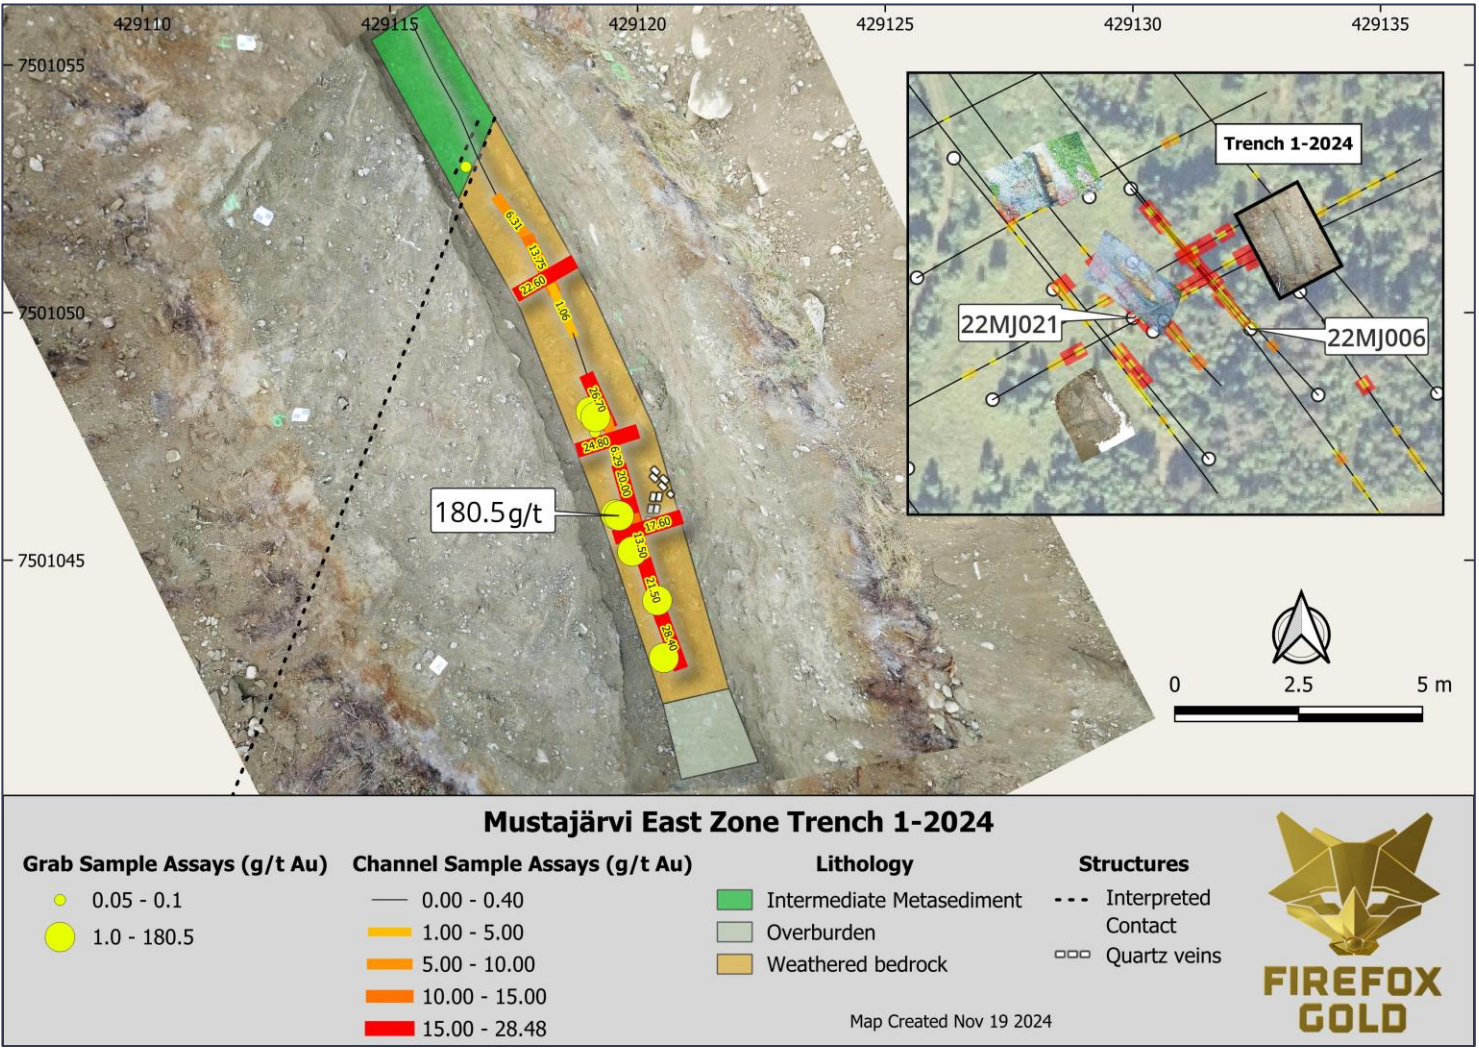 429110
429115
429120
429125
429130
429135
7501055
7501050
7501045
6.31
13.75
22.60
1.06
26.70
24.80
6.29
20.00
17.60
13.50
21.50
28.40
180.5g/t
Trench 1-2024
22MJ021
22MJ006
0 2.5 5 m
Mustajärvi East Zone Trench 1-2024
Grab Sample Assays (g/t Au)
0.05 - 0.1
1.0 - 180.5
Channel Sample Assays (g/t Au)
0.00 - 0.40
1.00 - 5.00
5.00 - 10.00
10.00 - 15.00
15.00 - 28.48
Lithology
Intermediate Metasediment
Overburden
Weathered bedrock
Structures
Interpreted
Contact
Quartz veins
Map Created Nov 19 2024
FIREFOX
GOLD